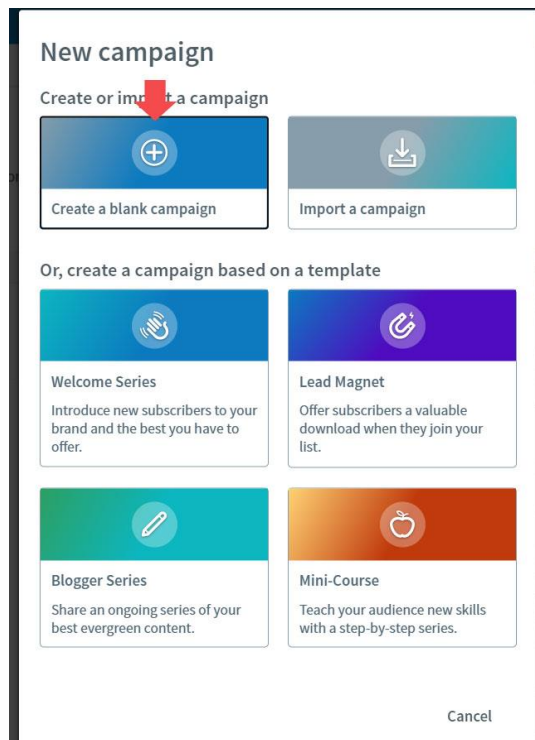 New campaign
Create or import a campaign
Create a blank campaign
Import a campaign
Or, create a campaign based on a template
Welcome Series
Introduce new subscribers to your
brand and the best you have to
offer.
Lead Magnet
Offer subscribers a valuable
download when they join your
list.
Blogger Series
Share an ongoing series of your
best evergreen content.
Mini-Course
Teach your audience new skills
with a step-by-step series.
Cancel